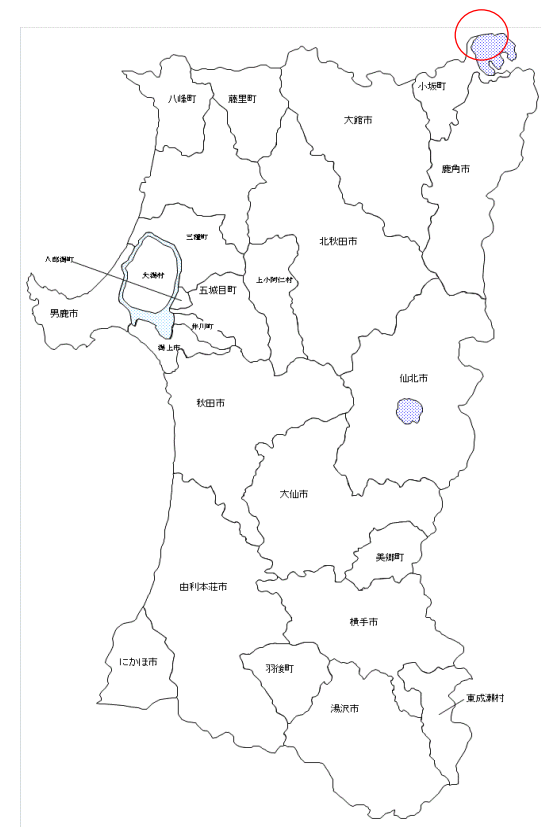 小坂町
八峰町
藤里町
大館市
鹿角市
三種町
北秋田市
八郎潟町
大潟村
上小阿仁村
五城目町
男鹿市
井川町
潟上市
仙北市
秋田市
大仙市
美郷町
由利本荘市
横手市
にかほ市
羽後町
東成瀬村
湯沢市